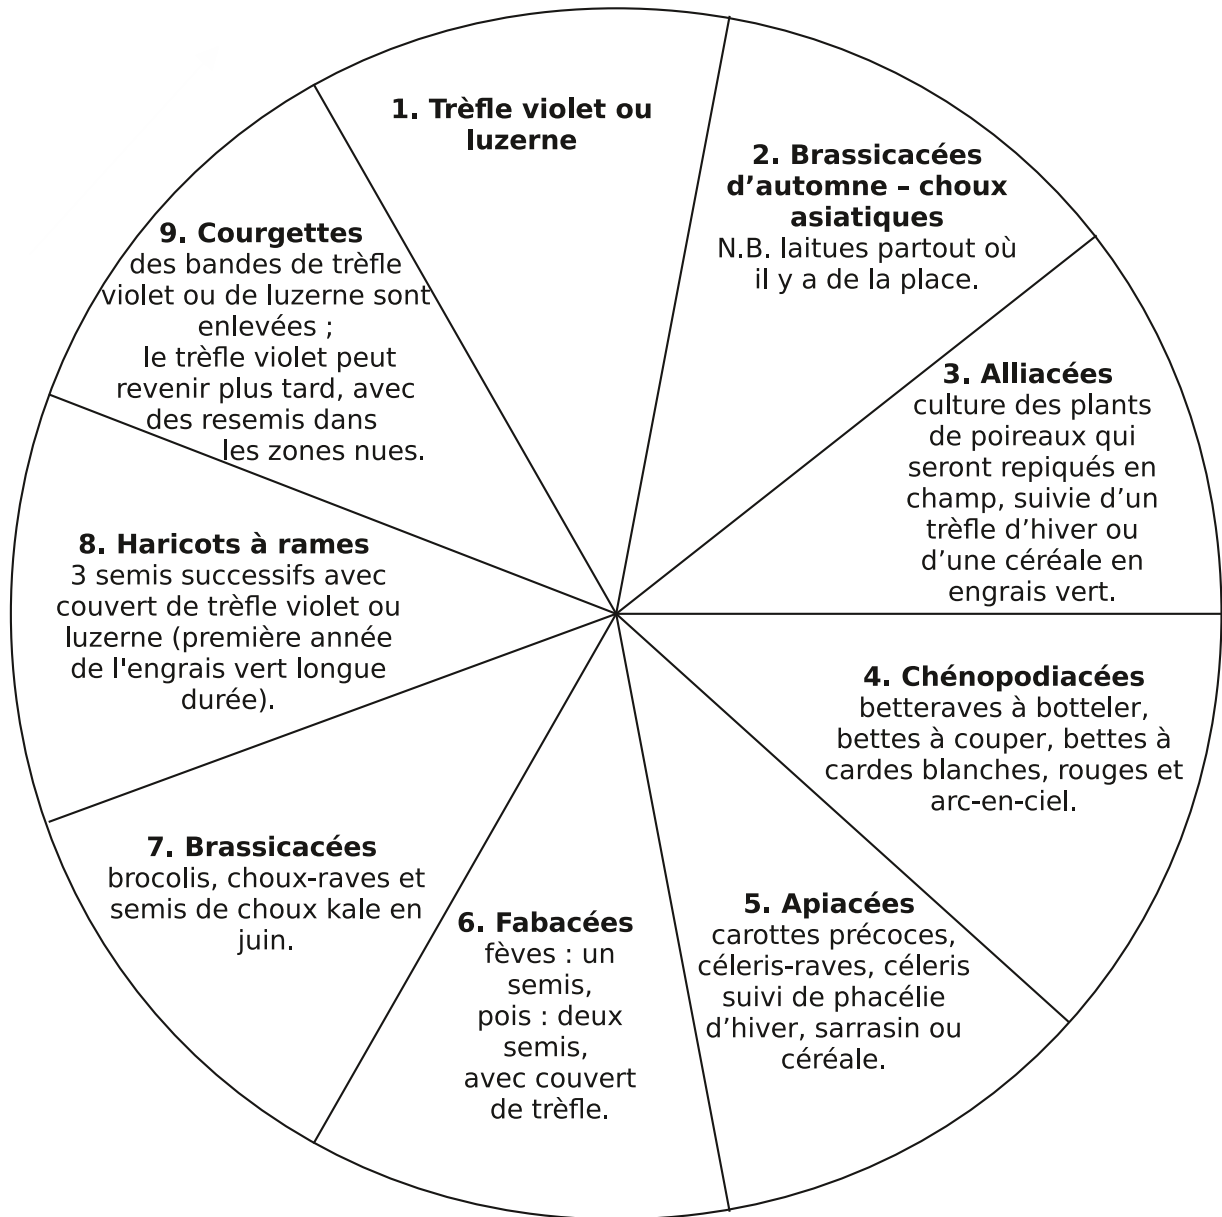 1. Trèfle violet ou
luzerne
2. Brassicacées
d’automne – choux
asiatiques
N.B. laitues partout où
il y a de la place.
3. Alliacées
culture des plants
de poireaux qui
seront repiqués en
champ, suivie d’un
trèfle d’hiver ou
d’une céréale en
engrais vert.
4. Chénopodiacées
betteraves à botteler,
bettes à couper, bettes à
cardes blanches, rouges et
arc-en-ciel.
5. Apiacées
carottes précoces,
céleris-raves, céleris
suivi de phacélie
d’hiver, sarrasin ou
céréale.
6. Fabacées
fèves : un
semis,
pois : deux
semis,
avec couvert
de trèfle.
7. Brassicacées
brocolis, choux-raves et
semis de choux kale en
juin.
8. Haricots à rames
3 semis successifs avec
couvert de trèfle violet ou
luzerne (première année
de l'engrais vert longue
durée).
9. Courgettes
des bandes de trèfle
violet ou de luzerne sont
enlevées ;
le trèfle violet peut
revenir plus tard, avec
des resemis dans
les zones nues.